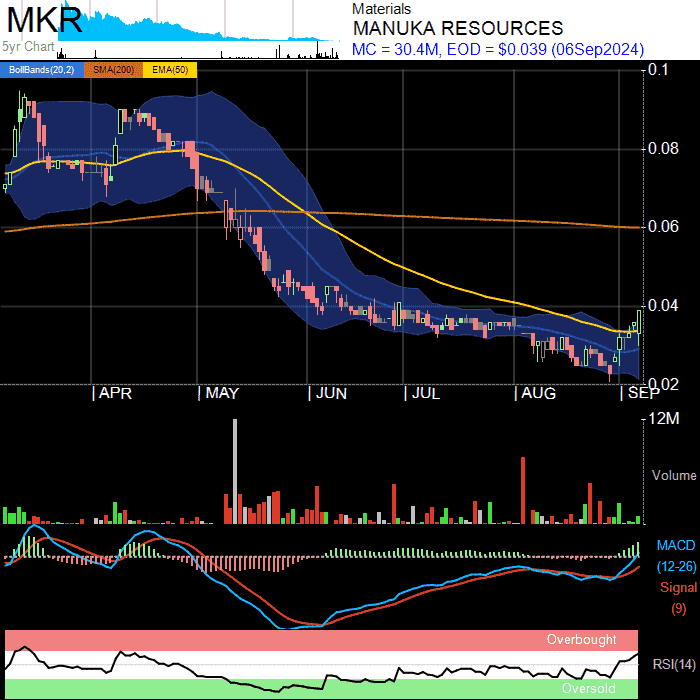 MKR
5yr Chart
Materials
MANUKA RESOURCES
MC = 30.4M, EOD = $0.039 (06Sep2024)
BollBands(20,2) SMA(200) EMA(50)
0.1
0.08
0.06
0.04
0.02
APR MAY JUN JUL AUG SEP
12M
Volume
MACD
(12-26)
Signal
(9)
Overbought
RSI(14)
Oversold